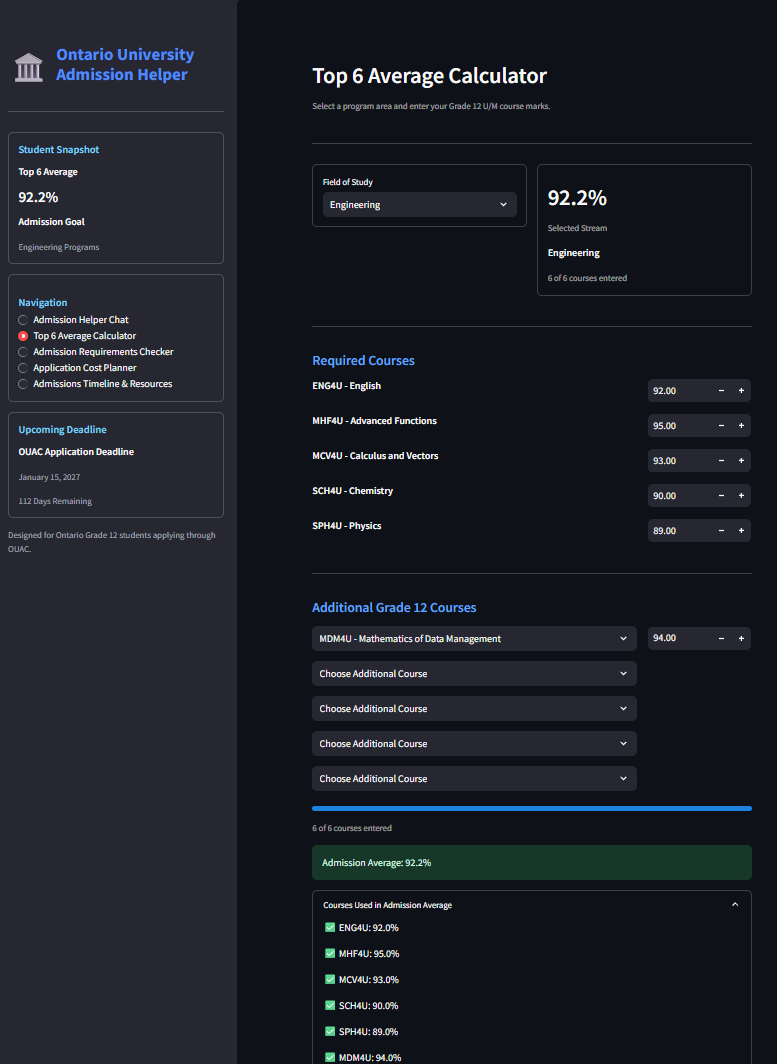 Ontario University
Admission Helper
Student Snapshot
Top 6 Average
92.2%
Admission Goal
Engineering Programs
Navigation
Admission Helper Chat
Top 6 Average Calculator
Admission Requirements Checker
Application Cost Planner
Admissions Timeline & Resources
Upcoming Deadline
OUAC Application Deadline
January 15, 2027
112 Days Remaining
Designed for Ontario Grade 12 students applying through
OUAC.
Top 6 Average Calculator
Select a program area and enter your Grade 12 U/M course marks.
Field of Study
Engineering
92.2%
Selected Stream
Engineering
6 of 6 courses entered
Required Courses
ENG4U - English 92.00 − +
MHF4U - Advanced Functions 95.00 − +
MCV4U - Calculus and Vectors 93.00 − +
SCH4U - Chemistry 90.00 − +
SPH4U - Physics 89.00 − +
Additional Grade 12 Courses
MDM4U - Mathematics of Data Management 94.00 − +
Choose Additional Course
Choose Additional Course
Choose Additional Course
Choose Additional Course
6 of 6 courses entered
Admission Average: 92.2%
Courses Used in Admission Average
ENG4U: 92.0%
MHF4U: 95.0%
MCV4U: 93.0%
SCH4U: 90.0%
SPH4U: 89.0%
MDM4U: 94.0%